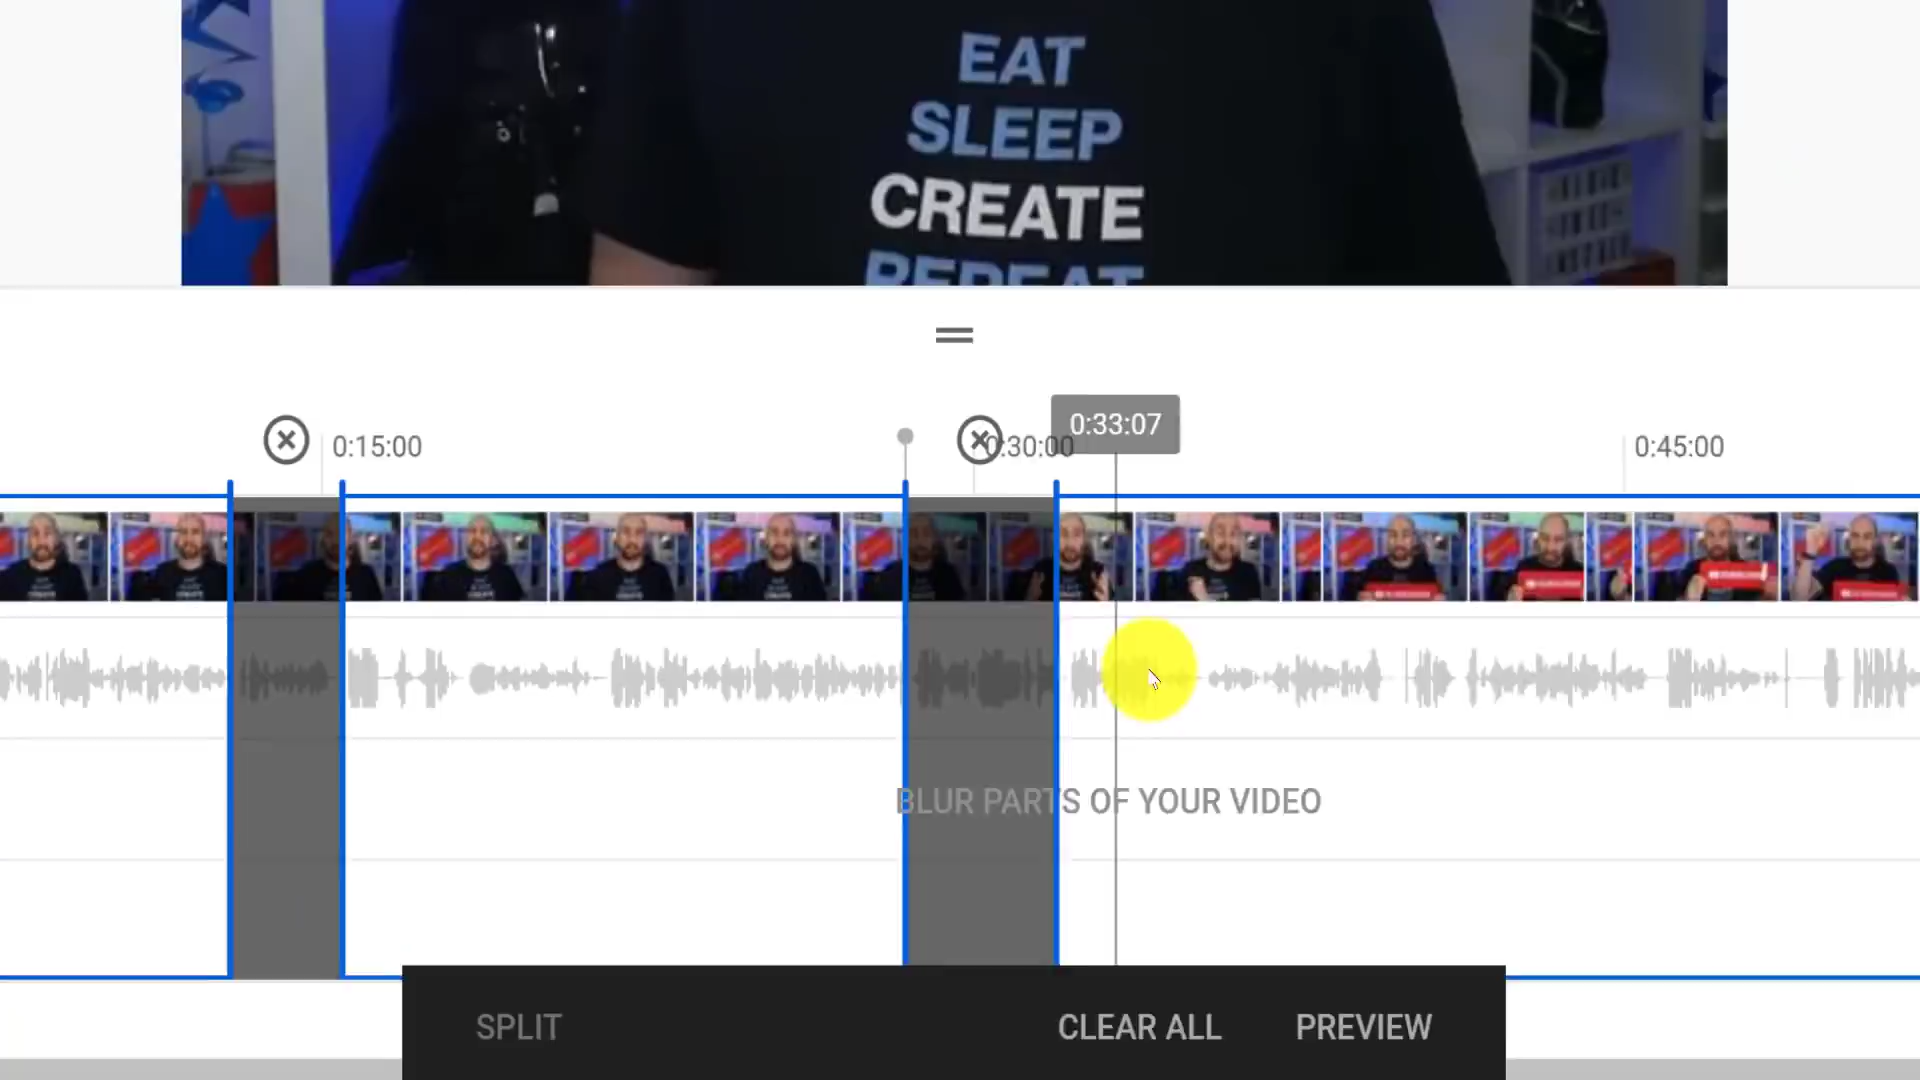 EAT
SLEEP
CREATE
REPEAT
0:15:00
0:30:00
0:33:07
0:45:00
BLUR PARTS OF YOUR VIDEO
SPLIT
CLEAR ALL
PREVIEW